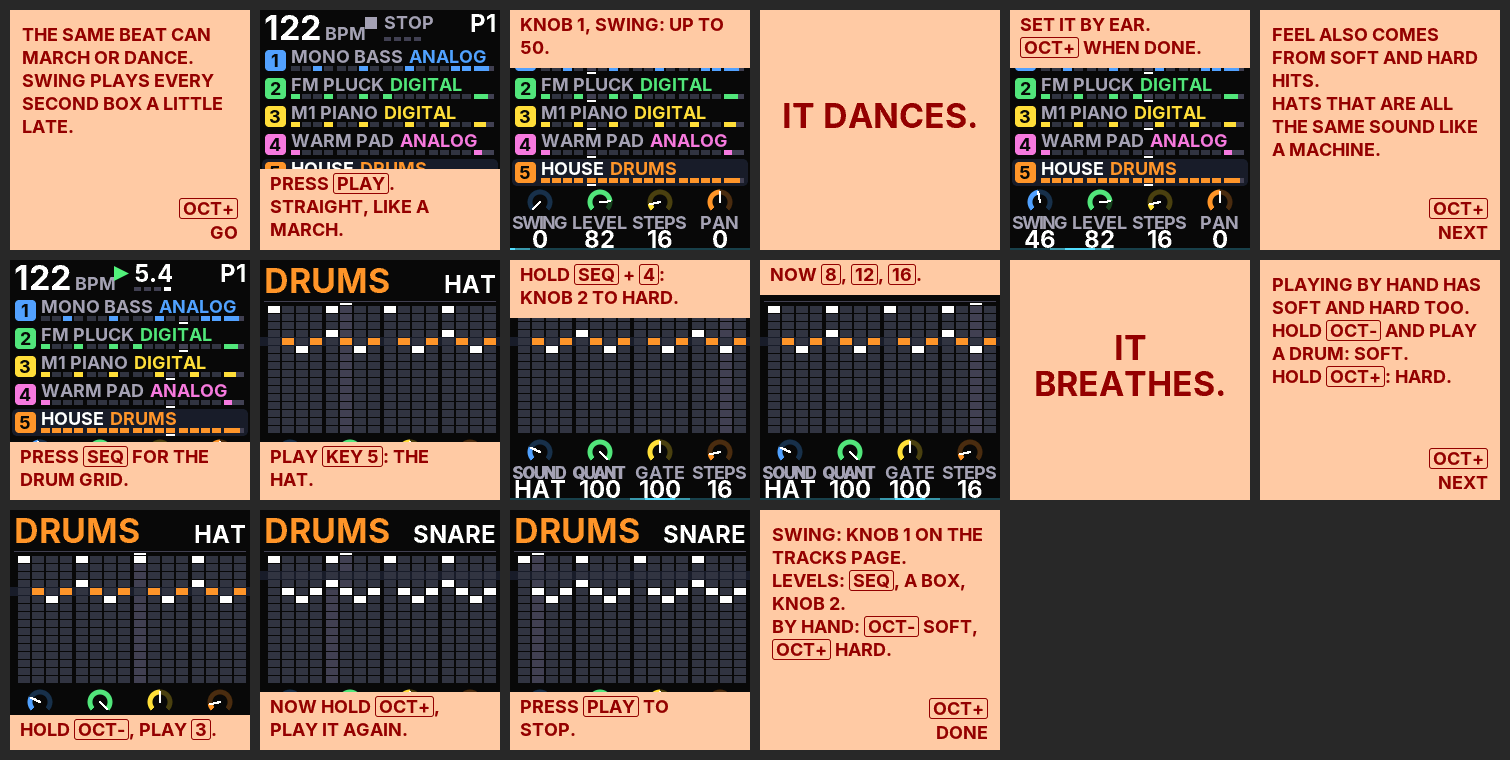 THE SAME BEAT CAN
MARCH OR DANCE.
SWING PLAYS EVERY
SECOND BOX A LITTLE
LATE.
OCT+
GO
122 BPM STOP P1
1 MONO BASS ANALOG
2 FM PLUCK DIGITAL
3 M1 PIANO DIGITAL
4 WARM PAD ANALOG
5 HOUSE DRUMS
PRESS PLAY.
STRAIGHT, LIKE A
MARCH.
KNOB 1, SWING: UP TO
50.
2 FM PLUCK DIGITAL
3 M1 PIANO DIGITAL
4 WARM PAD ANALOG
5 HOUSE DRUMS
SWING LEVEL STEPS PAN
0 82 16 0
IT DANCES.
SET IT BY EAR.
OCT+ WHEN DONE.
2 FM PLUCK DIGITAL
3 M1 PIANO DIGITAL
4 WARM PAD ANALOG
5 HOUSE DRUMS
SWING LEVEL STEPS PAN
46 82 16 0
FEEL ALSO COMES
FROM SOFT AND HARD
HITS.
HATS THAT ARE ALL
THE SAME SOUND LIKE
A MACHINE.
OCT+
NEXT
122 BPM 5.4 P1
1 MONO BASS ANALOG
2 FM PLUCK DIGITAL
3 M1 PIANO DIGITAL
4 WARM PAD ANALOG
5 HOUSE DRUMS
PRESS SEQ FOR THE
DRUM GRID.
DRUMS HAT
PLAY KEY 5: THE
HAT.
HOLD SEQ + 4:
KNOB 2 TO HARD.
SOUND QUANT GATE STEPS
HAT 100 100 16
NOW 8, 12, 16.
SOUND QUANT GATE STEPS
HAT 100 100 16
IT
BREATHES.
PLAYING BY HAND HAS
SOFT AND HARD TOO.
HOLD OCT- AND PLAY
A DRUM: SOFT.
HOLD OCT+: HARD.
OCT+
NEXT
DRUMS HAT
HOLD OCT-, PLAY 3.
DRUMS SNARE
NOW HOLD OCT+,
PLAY IT AGAIN.
DRUMS SNARE
PRESS PLAY TO
STOP.
SWING: KNOB 1 ON THE
TRACKS PAGE.
LEVELS: SEQ, A BOX,
KNOB 2.
BY HAND: OCT- SOFT,
OCT+ HARD.
OCT+
DONE